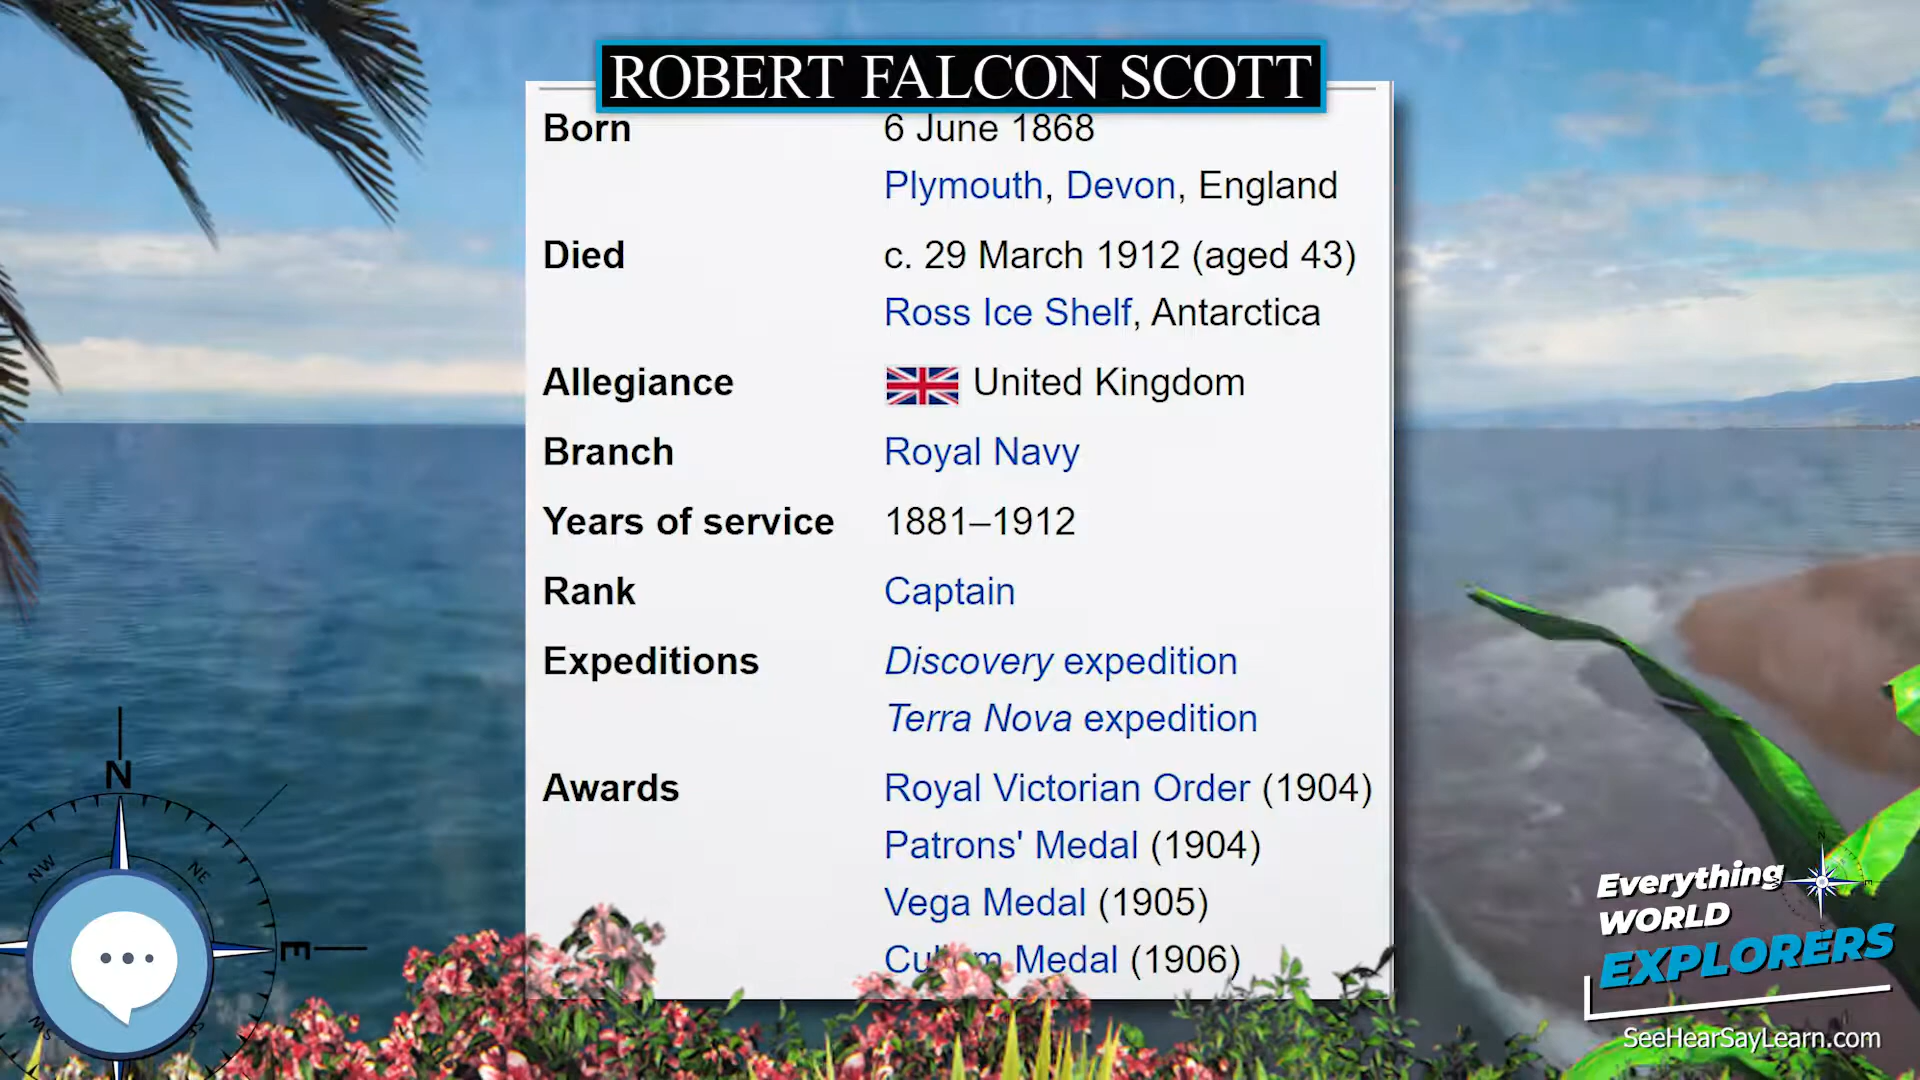 ROBERT FALCON SCOTT
Born 6 June 1868
Plymouth, Devon, England
Died c. 29 March 1912 (aged 43)
Ross Ice Shelf, Antarctica
Allegiance United Kingdom
Branch Royal Navy
Years of service 1881–1912
Rank Captain
Expeditions Discovery expedition
Terra Nova expedition
Awards Royal Victorian Order (1904)
Patrons' Medal (1904)
Vega Medal (1905)
Medal (1906)
N
NW
NE
E
Everything
WORLD
EXPLORERS
SeeHearSayLearn.com